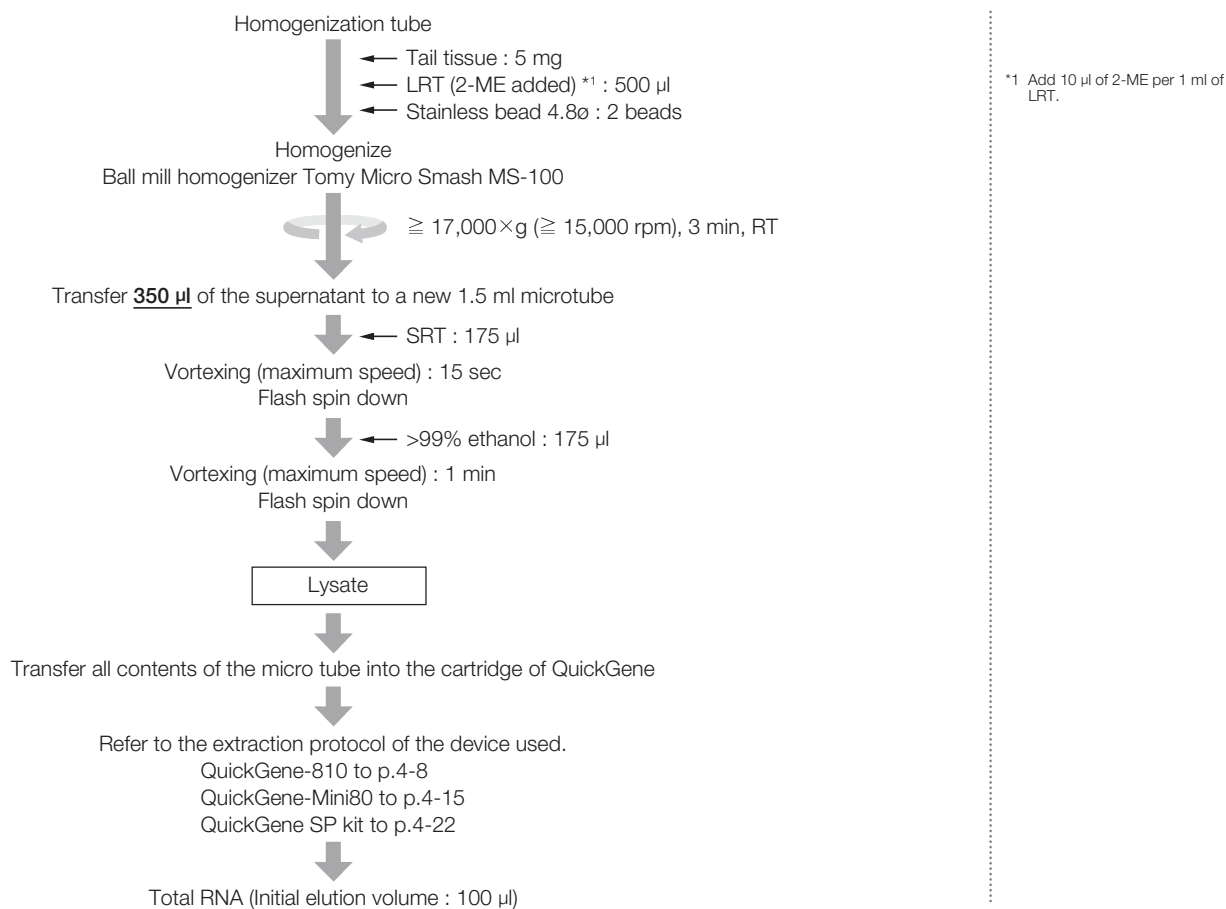 Homogenization tube
Tail tissue : 5 mg
LRT (2-ME added) *1 : 500 µl
Stainless bead 4.8ø : 2 beads
*1 Add 10 µl of 2-ME per 1 ml of
LRT.
Homogenize
Ball mill homogenizer Tomy Micro Smash MS-100
≧ 17,000×g (≧ 15,000 rpm), 3 min, RT
Transfer 350 µl of the supernatant to a new 1.5 ml microtube
SRT : 175 µl
Vortexing (maximum speed) : 15 sec
Flash spin down
>99% ethanol : 175 µl
Vortexing (maximum speed) : 1 min
Flash spin down
Lysate
Transfer all contents of the micro tube into the cartridge of QuickGene
Refer to the extraction protocol of the device used.
QuickGene-810 to p.4-8
QuickGene-Mini80 to p.4-15
QuickGene SP kit to p.4-22
Total RNA (Initial elution volume : 100 µl)